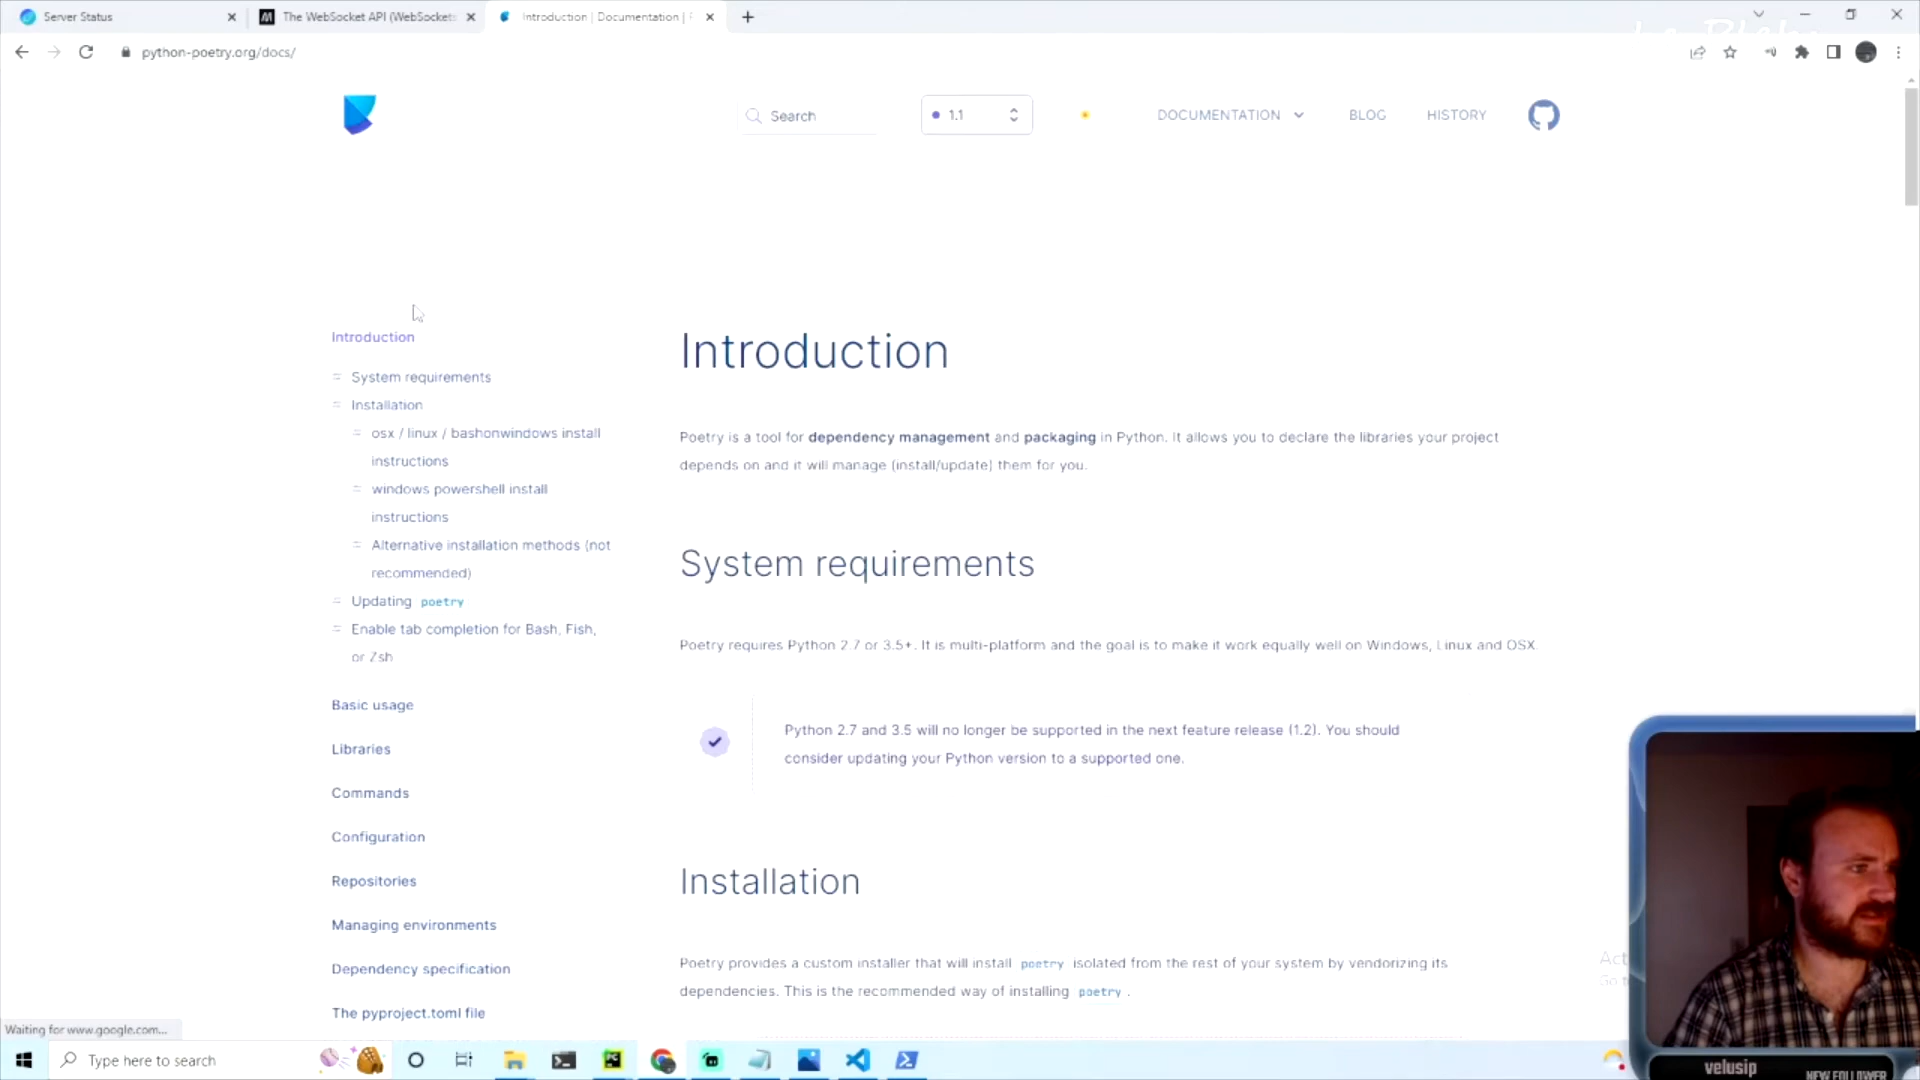 Server Status
The WebSocket API (WebSockets
Introduction | Documentation |
python-poetry.org/docs/
Search
1.1
DOCUMENTATION
BLOG
HISTORY
Introduction
System requirements
Installation
osx / linux / bashonwindows install
instructions
windows powershell install
instructions
Alternative installation methods (not
recommended)
Updating poetry
Enable tab completion for Bash, Fish,
or Zsh
Basic usage
Libraries
Commands
Configuration
Repositories
Managing environments
Dependency specification
The pyproject.toml file
Introduction
Poetry is a tool for dependency management and packaging in Python. It allows you to declare the libraries your project
depends on and it will manage (install/update) them for you.
System requirements
Poetry requires Python 2.7 or 3.5+. It is multi-platform and the goal is to make it work equally well on Windows, Linux and OSX.
Python 2.7 and 3.5 will no longer be supported in the next feature release (1.2). You should
consider updating your Python version to a supported one.
Installation
Poetry provides a custom installer that will install poetry isolated from the rest of your system by vendorizing its
dependencies. This is the recommended way of installing poetry .
Waiting for www.google.com...
Type here to search
Act
Go t
velusip
NEW FOLLOWER